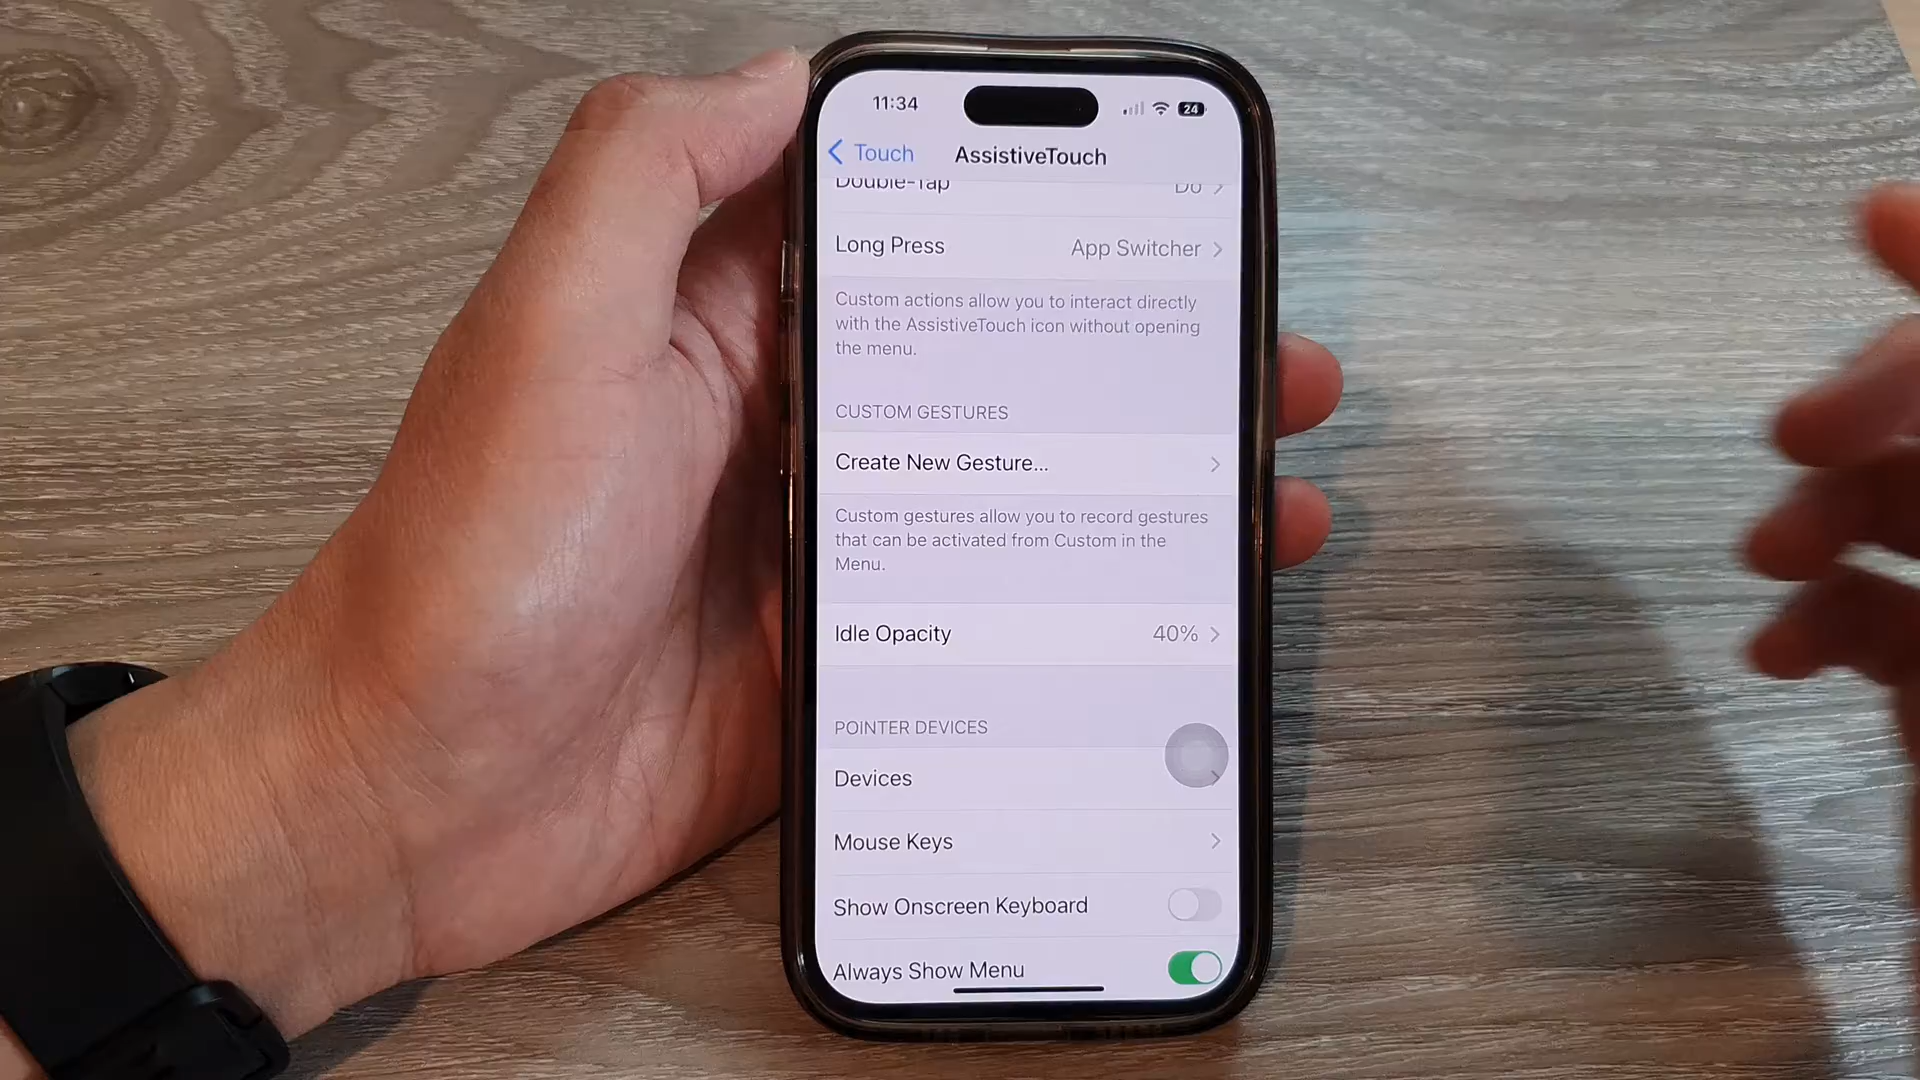 11:34
24
Touch
AssistiveTouch
Double-Tap
Do
Long Press
App Switcher
Custom actions allow you to interact directly
with the AssistiveTouch icon without opening
the menu.
CUSTOM GESTURES
Create New Gesture...
Custom gestures allow you to record gestures
that can be activated from Custom in the
Menu.
Idle Opacity
40%
POINTER DEVICES
Devices
Mouse Keys
Show Onscreen Keyboard
Always Show Menu